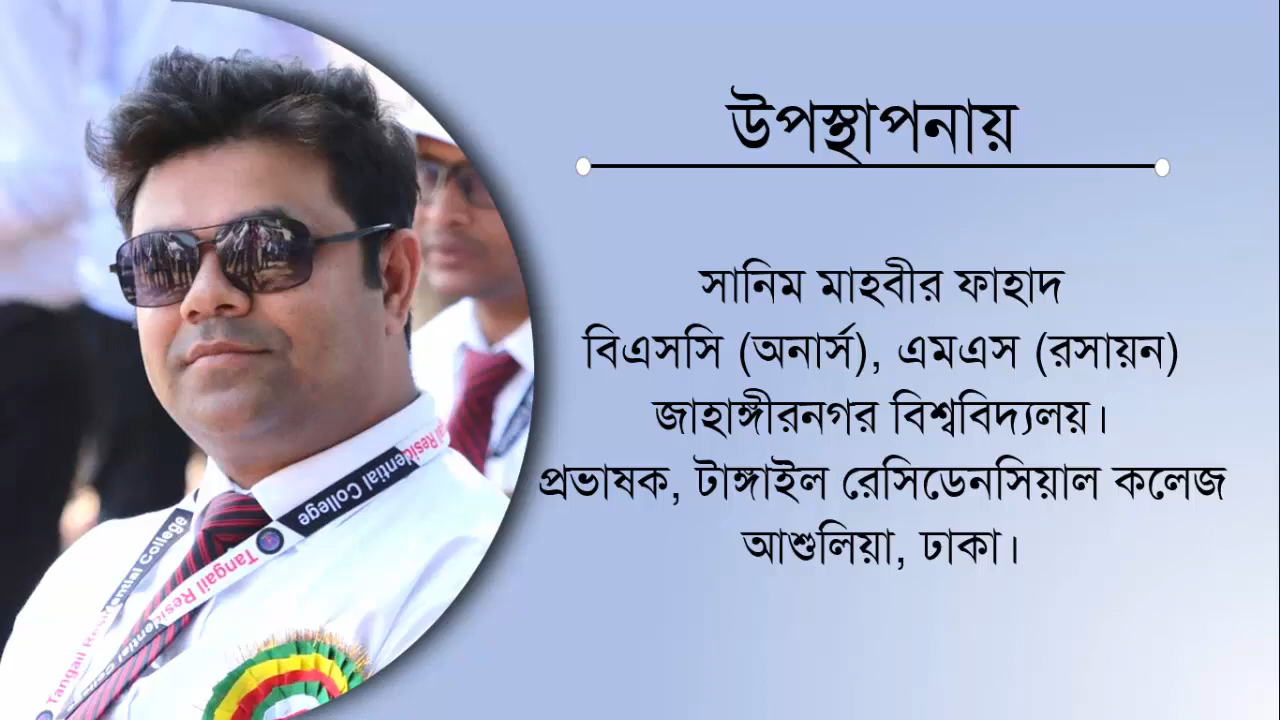 উপস্থাপনায়
সানিম মাহবীর ফাহাদ
বিএসসি (অনার্স), এমএস (রসায়ন)
জাহাঙ্গীরনগর বিশ্ববিদ্যলয়।
প্রভাষক, টাঙ্গাইল রেসিডেনসিয়াল কলেজ
আশুলিয়া, ঢাকা।
Tangail Residential College
Tangail Residential College